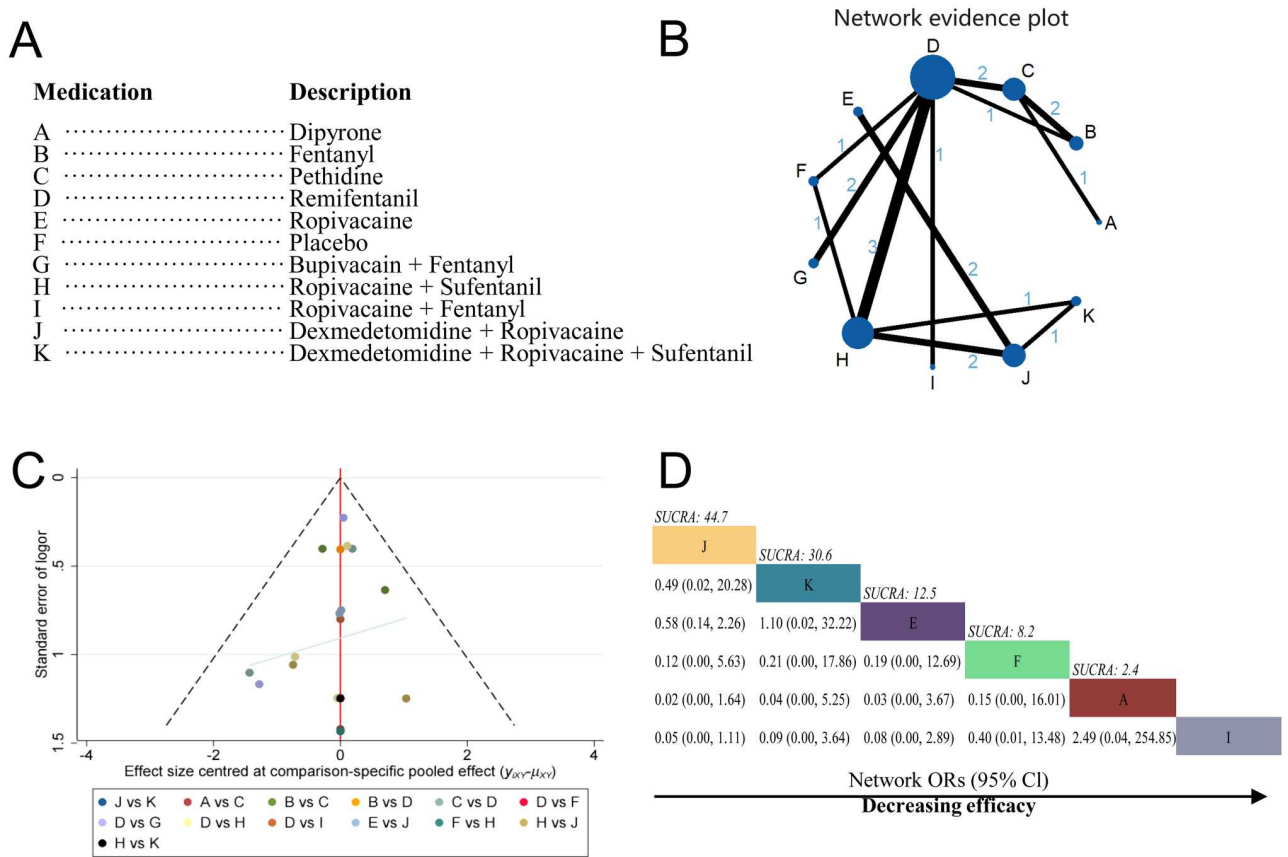 A
Medication Description
A ............................ Dipyrone
B ............................ Fentanyl
C ............................ Pethidine
D ............................ Remifentanil
E ............................ Ropivacaine
F ............................ Placebo
G ............................ Bupivacain + Fentanyl
H ............................ Ropivacaine + Sufentanil
I ............................ Ropivacaine + Fentanyl
J ............................ Dexmedetomidine + Ropivacaine
K ............................ Dexmedetomidine + Ropivacaine + Sufentanil
B
Network evidence plot
D
2
C
E
1
2
B
1
1
F
2
1
A
1
3
G
2
1
K
H
2
1
I
J
C
Standard error of logor
0
.5
1
1.5
-4 -2 0 2 4
Effect size centred at comparison-specific pooled effect (yiXY-μXY)
J vs K A vs C B vs C B vs D C vs D D vs F
D vs G D vs H D vs I E vs J F vs H H vs J
H vs K
D
SUCRA: 44.7
J
SUCRA: 30.6
0.49 (0.02, 20.28) K
SUCRA: 12.5
0.58 (0.14, 2.26) 1.10 (0.02, 32.22) E
SUCRA: 8.2
0.12 (0.00, 5.63) 0.21 (0.00, 17.86) 0.19 (0.00, 12.69) F
SUCRA: 2.4
0.02 (0.00, 1.64) 0.04 (0.00, 5.25) 0.03 (0.00, 3.67) 0.15 (0.00, 16.01) A
0.05 (0.00, 1.11) 0.09 (0.00, 3.64) 0.08 (0.00, 2.89) 0.40 (0.01, 13.48) 2.49 (0.04, 254.85) I
Network ORs (95% Cl)
Decreasing efficacy